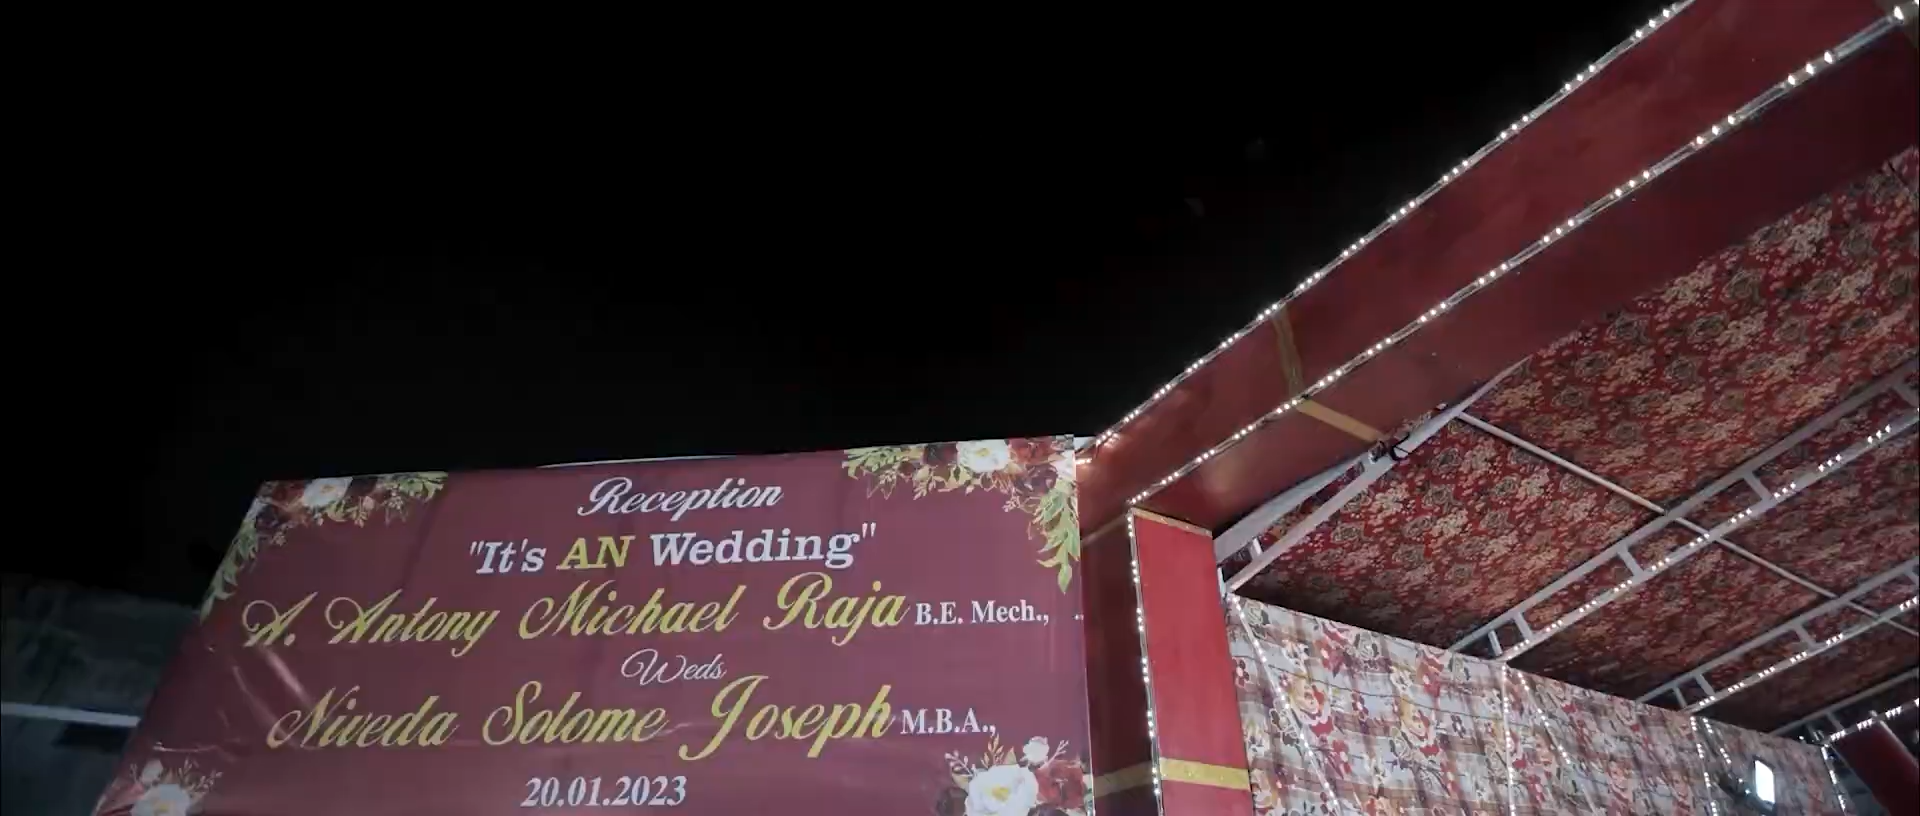 Reception
"It's AN Wedding"
A. Antony Michael Raja B.E. Mech.,
Weds
Niveda Solome Joseph M.B.A.,
20.01.2023